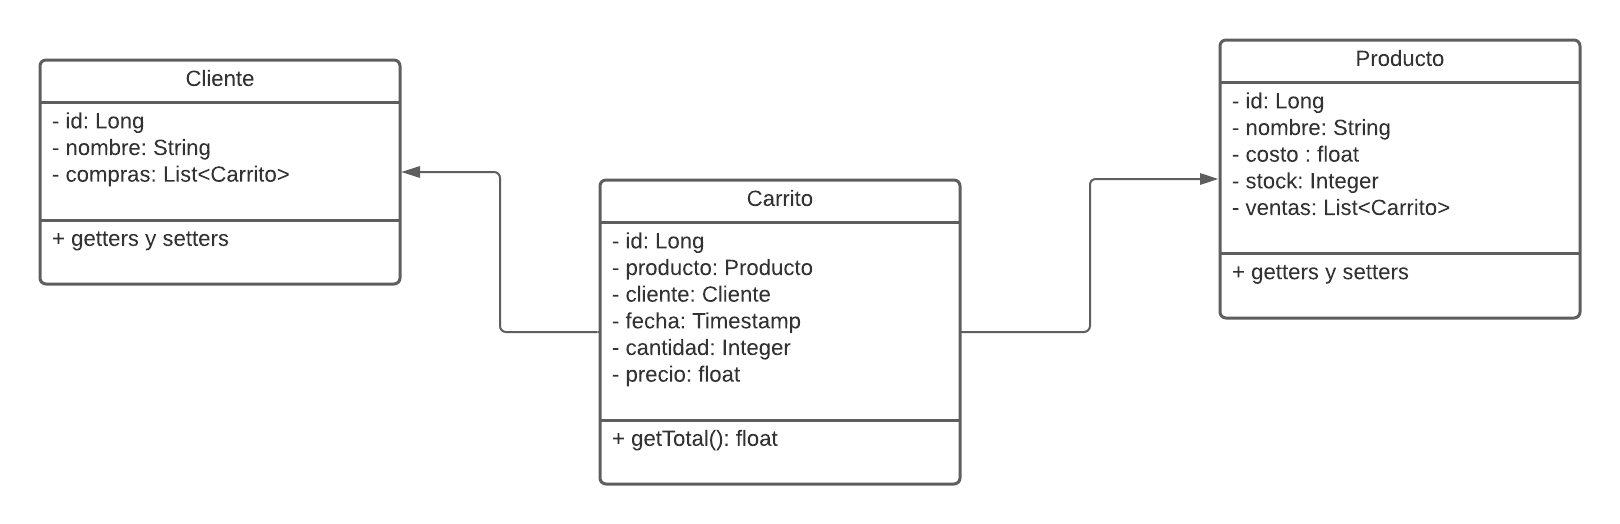 Cliente
- id: Long
- nombre: String
- compras: List<Carrito>
+ getters y setters
Carrito
- id: Long
- producto: Producto
- cliente: Cliente
- fecha: Timestamp
- cantidad: Integer
- precio: float
+ getTotal(): float
Producto
- id: Long
- nombre: String
- costo : float
- stock: Integer
- ventas: List<Carrito>
+ getters y setters